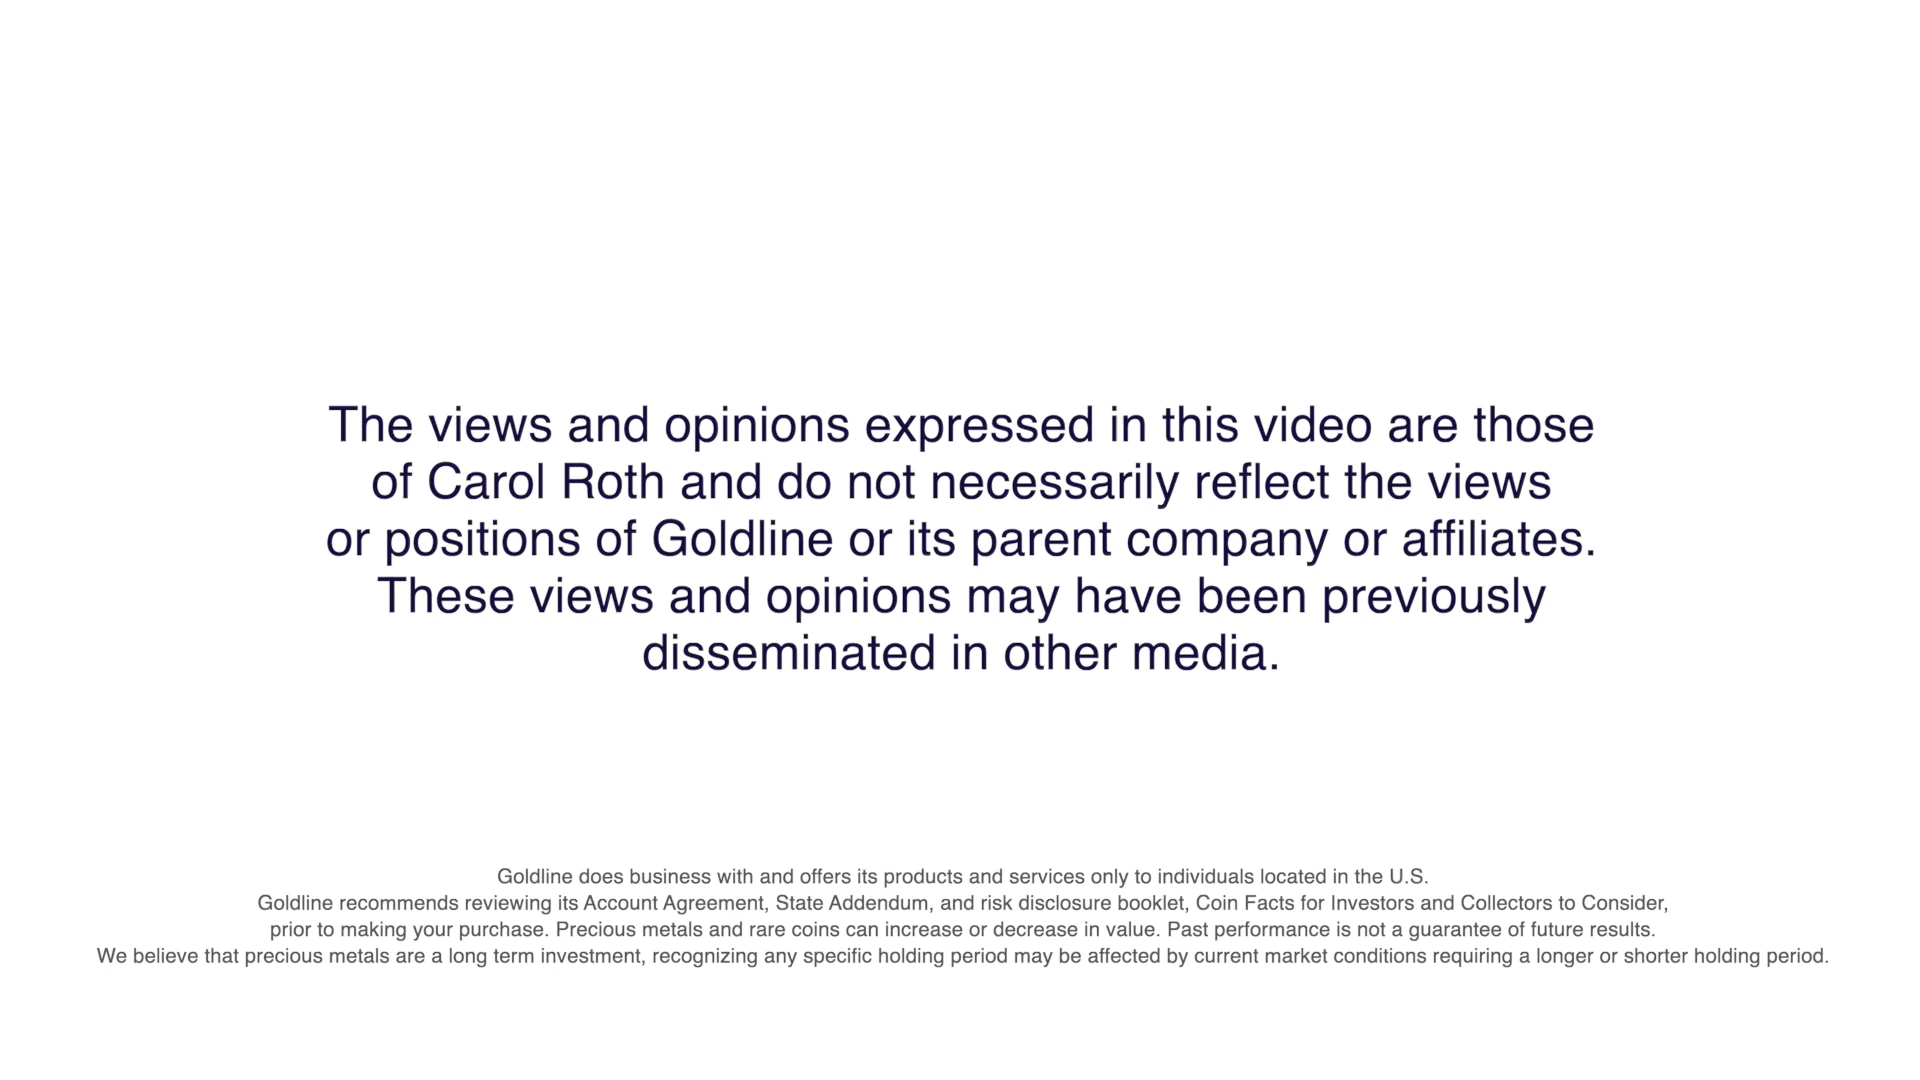 The views and opinions expressed in this video are those
of Carol Roth and do not necessarily reflect the views
or positions of Goldline or its parent company or affiliates.
These views and opinions may have been previously
disseminated in other media.
Goldline does business with and offers its products and services only to individuals located in the U.S.
Goldline recommends reviewing its Account Agreement, State Addendum, and risk disclosure booklet, Coin Facts for Investors and Collectors to Consider,
prior to making your purchase. Precious metals and rare coins can increase or decrease in value. Past performance is not a guarantee of future results.
We believe that precious metals are a long term investment, recognizing any specific holding period may be affected by current market conditions requiring a longer or shorter holding period.